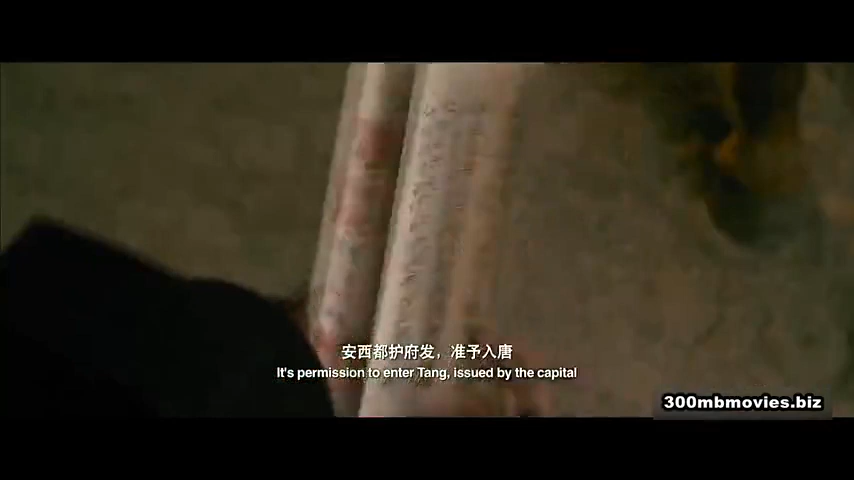 安西都护府发，准予入唐
It's permission to enter Tang, issued by the capital
300mbmovies.biz